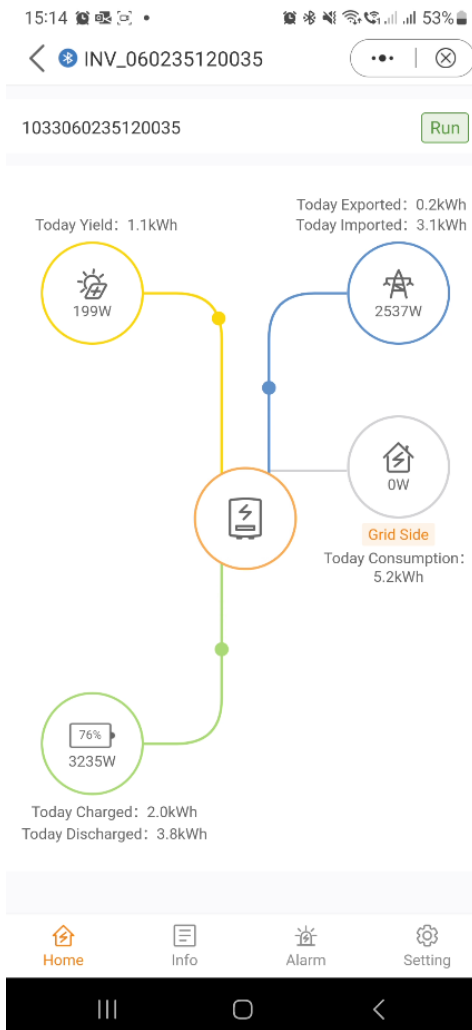 15:14
53%
INV_060235120035
1033060235120035
Run
Today Exported: 0.2kWh
Today Yield: 1.1kWh
Today Imported: 3.1kWh
199W
2537W
0W
Grid Side
Today Consumption:
5.2kWh
76%
3235W
Today Charged: 2.0kWh
Today Discharged: 3.8kWh
Home
Info
Alarm
Setting